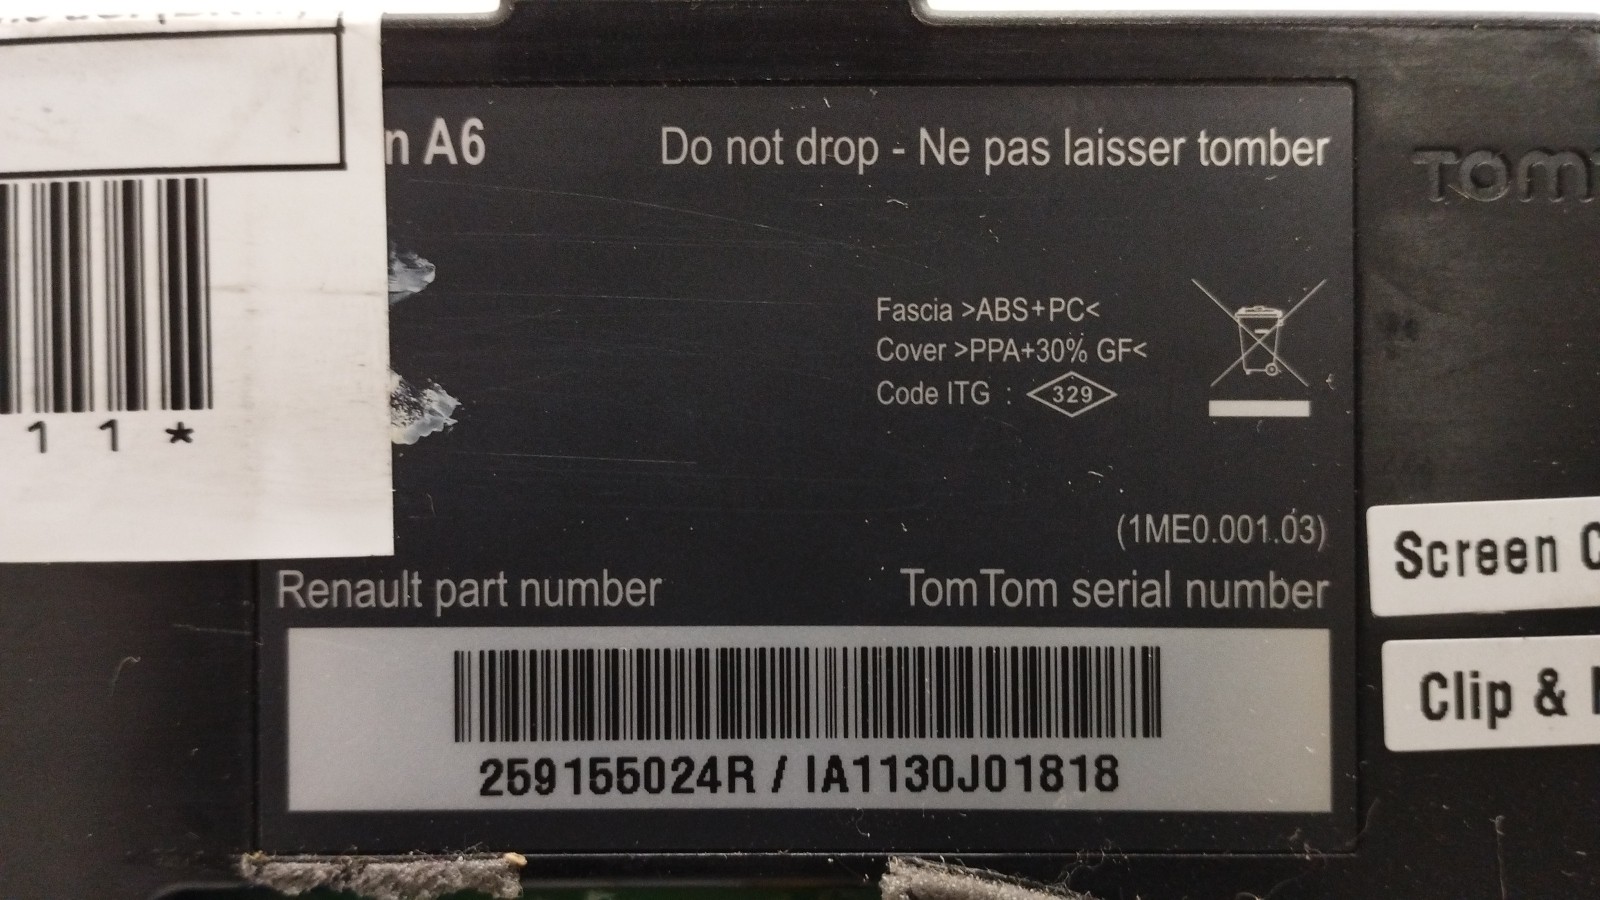 n A6
Do not drop - Ne pas laisser tomber
TOM
Fascia >ABS+PC<
Cover >PPA+30% GF<
Code ITG : 329
1 1 *
(1ME0.001.03)
Renault part number
TomTom serial number
Screen
Clip &
259155024R / IA1130J01818